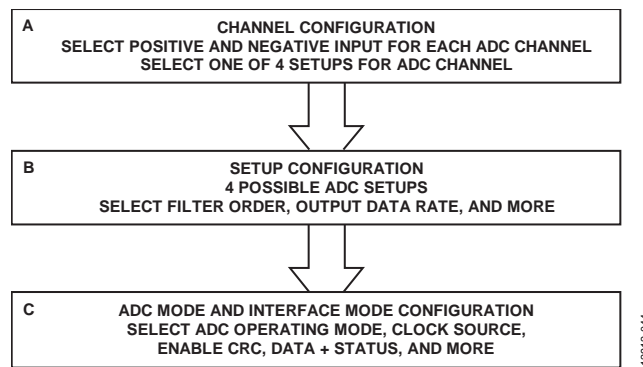 A
CHANNEL CONFIGURATION
SELECT POSITIVE AND NEGATIVE INPUT FOR EACH ADC CHANNEL
SELECT ONE OF 4 SETUPS FOR ADC CHANNEL
B
SETUP CONFIGURATION
4 POSSIBLE ADC SETUPS
SELECT FILTER ORDER, OUTPUT DATA RATE, AND MORE
C
ADC MODE AND INTERFACE MODE CONFIGURATION
SELECT ADC OPERATING MODE, CLOCK SOURCE,
ENABLE CRC, DATA + STATUS, AND MORE